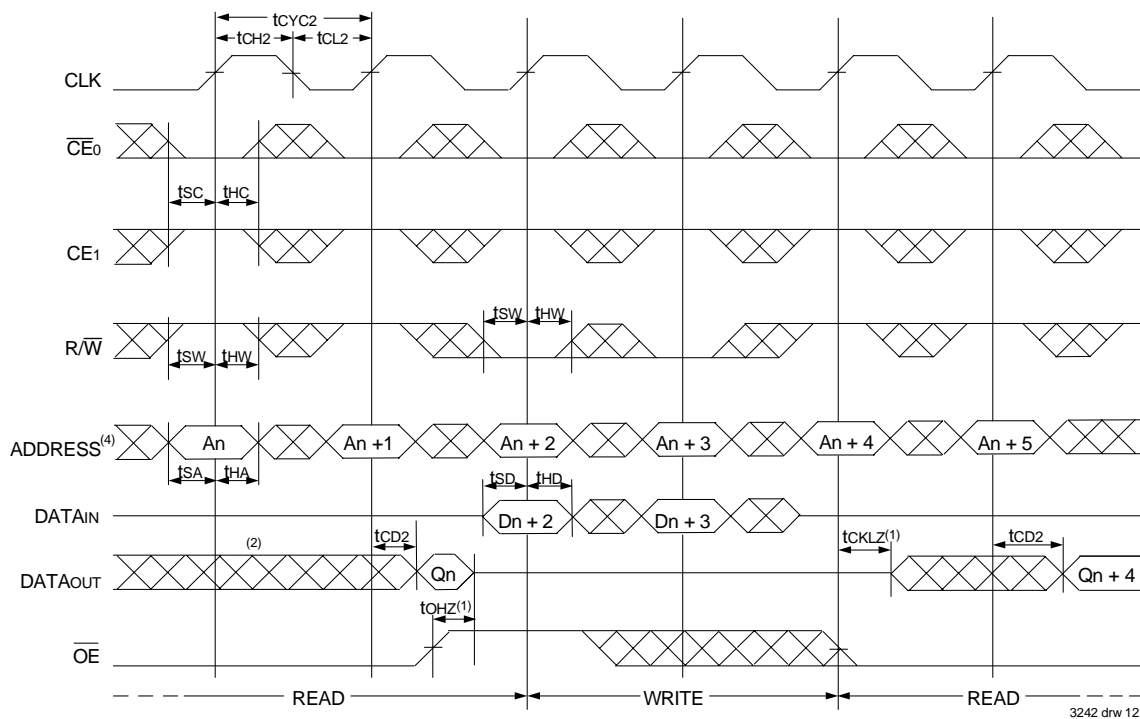 tCYC2
tCH2 tCL2
CLK
CE0
tSC tHC
CE1
tSW tHW
R/W
tSW tHW
ADDRESS(4) An An +1 An + 2 An + 3 An + 4 An + 5
tSA tHA tSD tHD
DATAIN Dn + 2 Dn + 3
(2) tCD2 tCKLZ(1) tCD2
DATAOUT Qn Qn + 4
tOHZ(1)
OE
READ WRITE READ
3242 drw 12